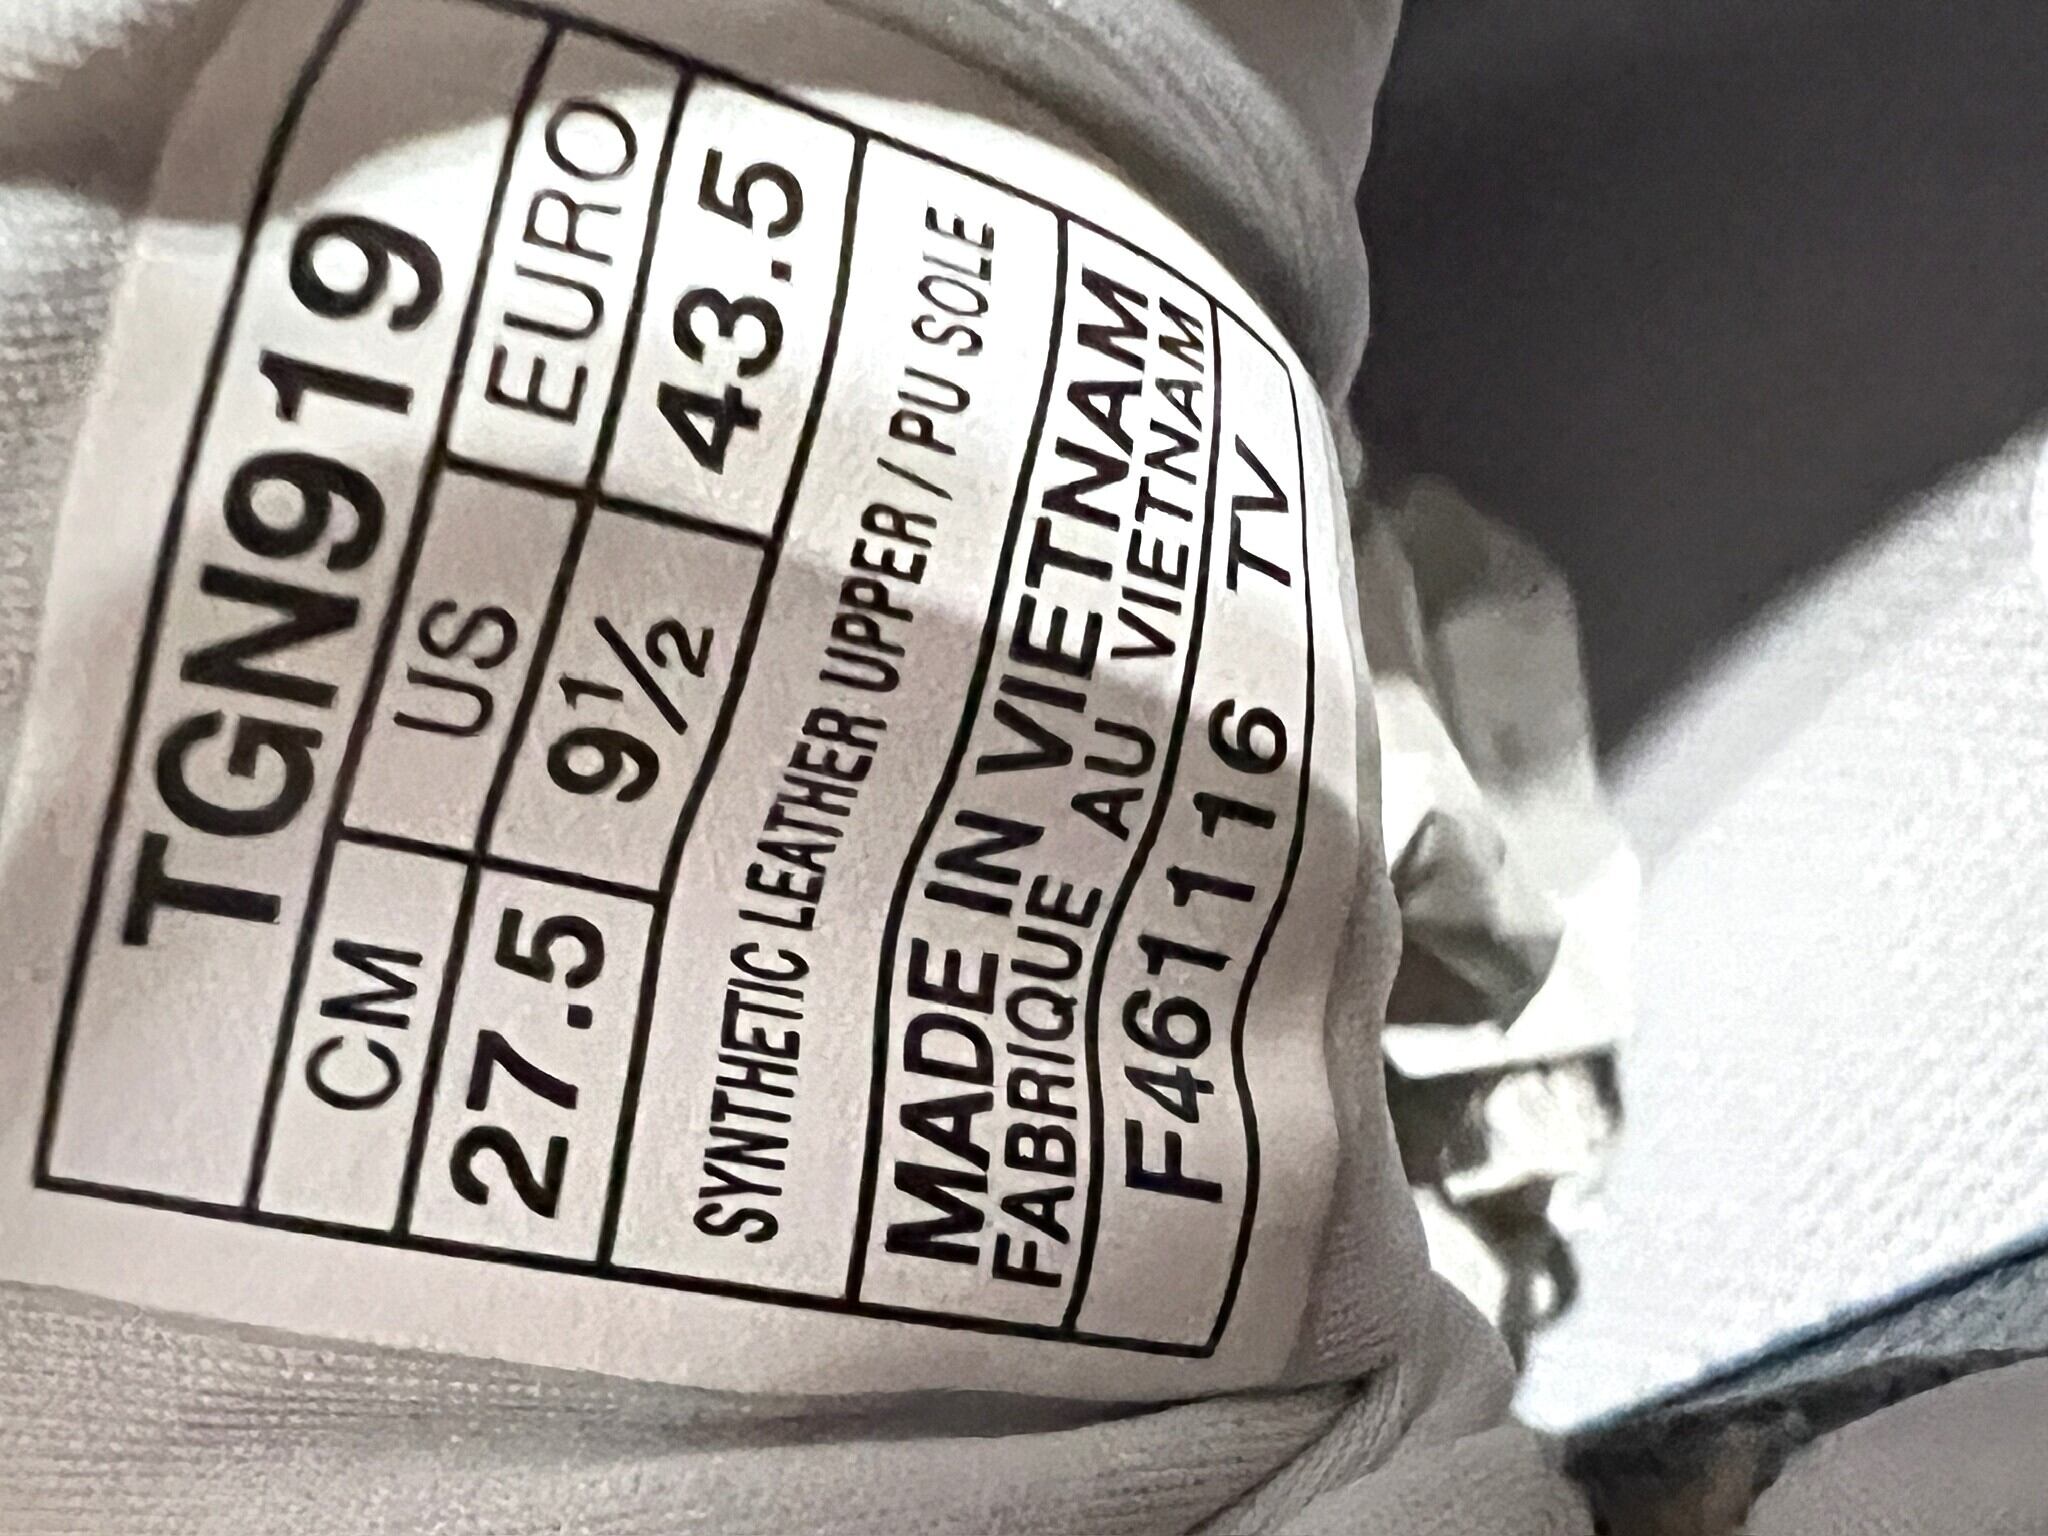 TGN919
CM US EURO
27.5 9½ 43.5
SYNTHETIC LEATHER UPPER / PU SOLE
MADE IN VIETNAM
FABRIQUE AU VIETNAM
F461116 TV